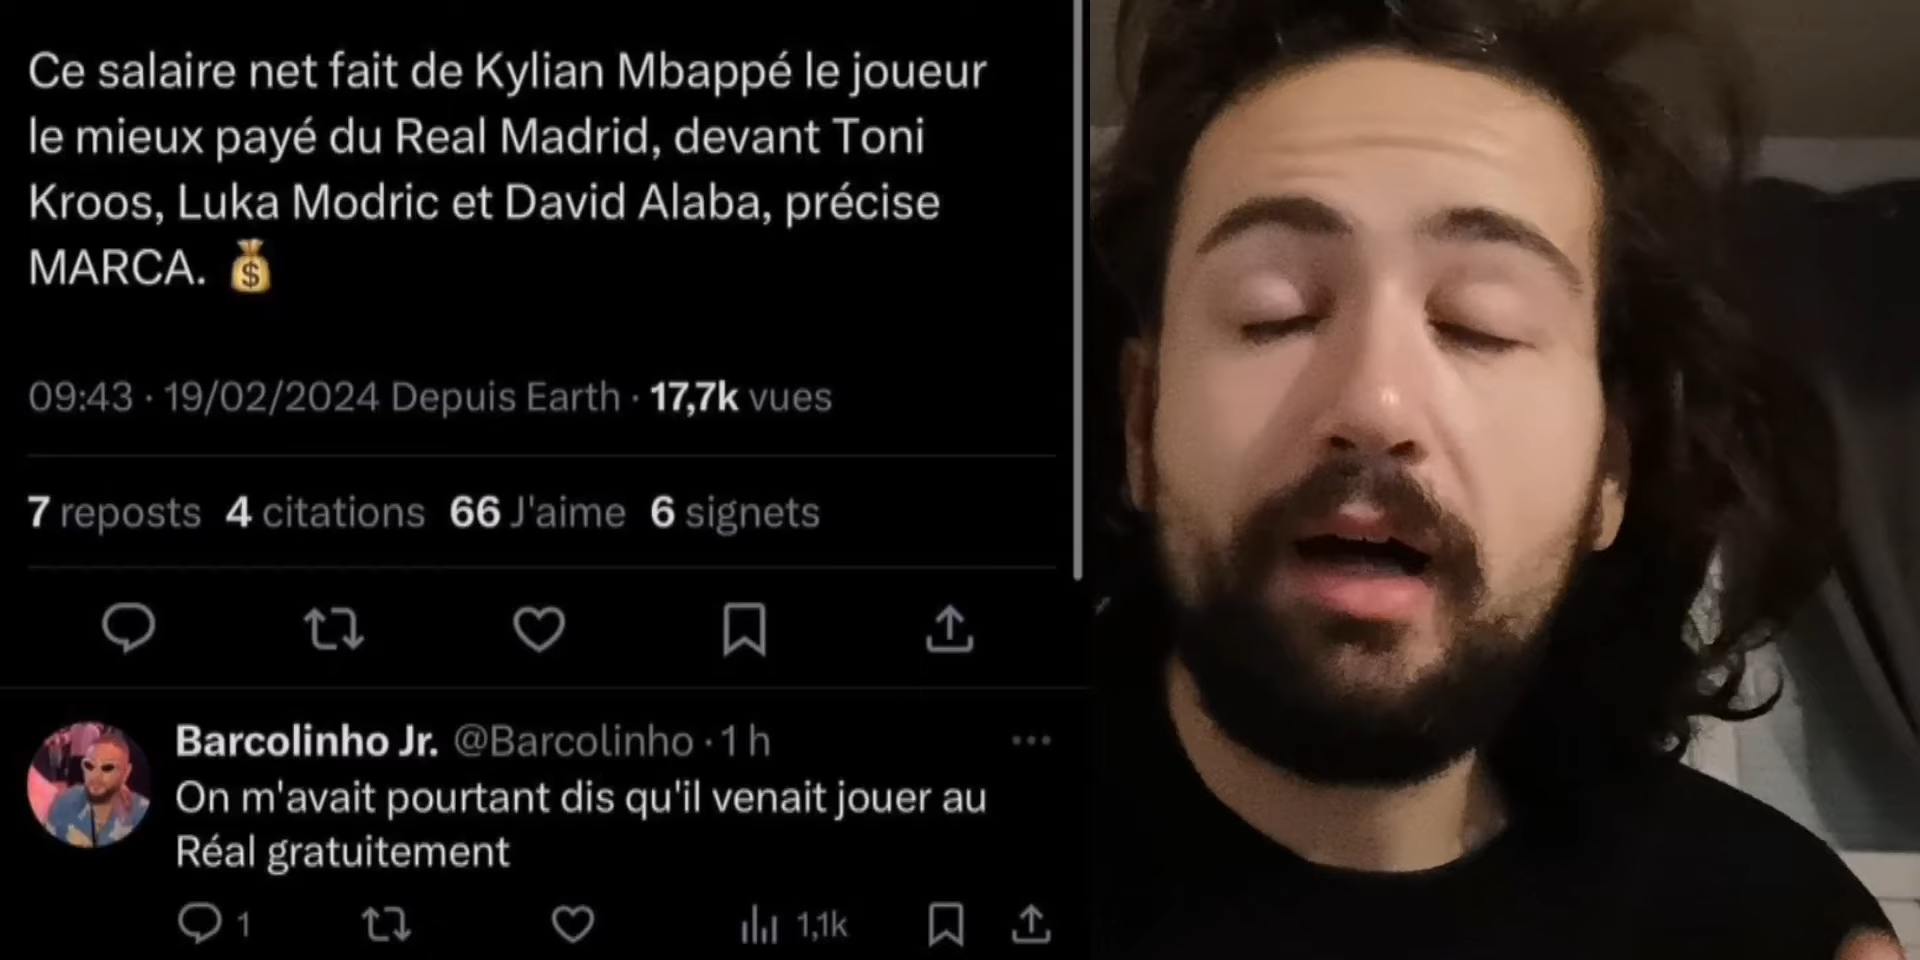 Ce salaire net fait de Kylian Mbappé le joueur
le mieux payé du Real Madrid, devant Toni
Kroos, Luka Modric et David Alaba, précise
MARCA. 💰
09:43 · 19/02/2024 Depuis Earth · 17,7k vues
7 reposts 4 citations 66 J'aime 6 signets
Barcolinho Jr. @Barcolinho · 1 h
On m'avait pourtant dis qu'il venait jouer au
Réal gratuitement
1 1,1k